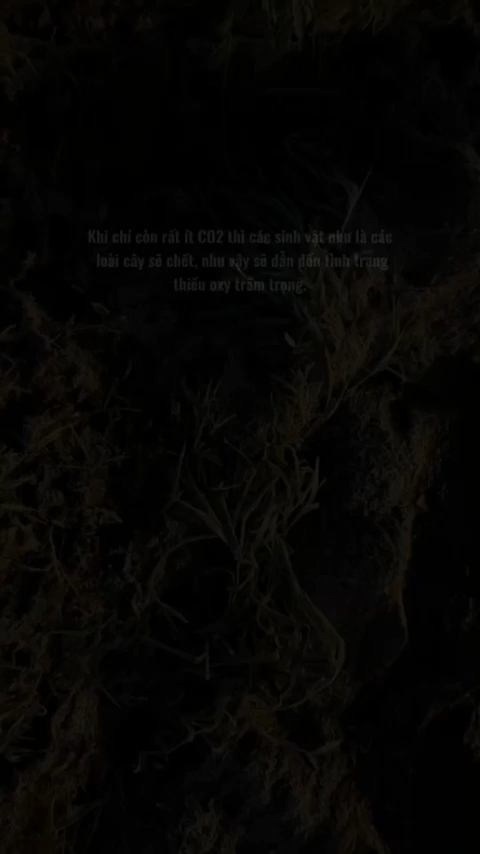 Khi chỉ còn rất ít CO2 thì các sinh vật như là các
loài cây sẽ chết, như vậy sẽ dẫn đến tình trạng
thiếu oxy trầm trọng.